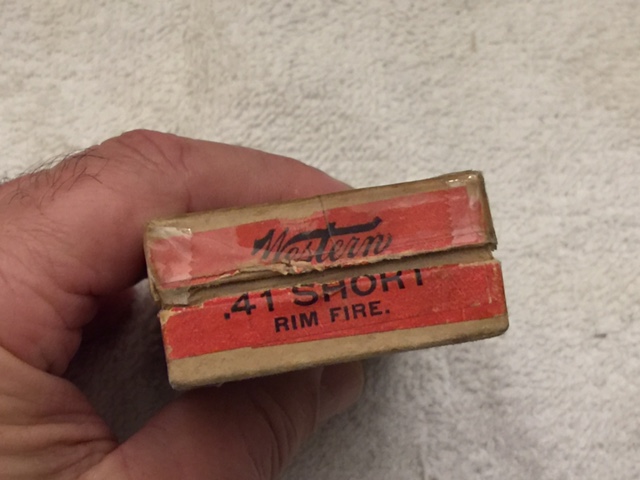 Western
.41 SHORT
RIM FIRE.